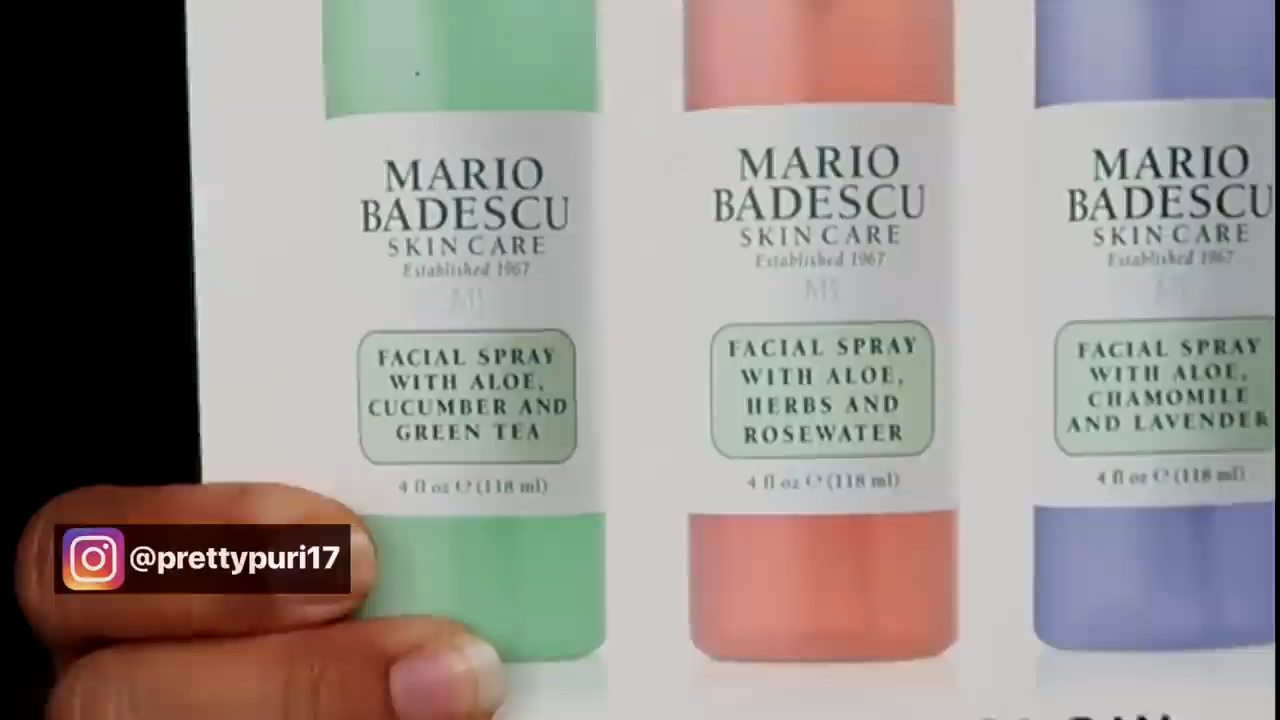 MARIO
BADESCU
SKIN CARE
Established 1967
FACIAL SPRAY
WITH ALOE,
CUCUMBER AND
GREEN TEA
4 fl oz ℮ (118 ml)
MARIO
BADESCU
SKIN CARE
Established 1967
FACIAL SPRAY
WITH ALOE,
HERBS AND
ROSEWATER
4 fl oz ℮ (118 ml)
MARIO
BADESCU
SKIN CARE
Established 1967
FACIAL SPRAY
WITH ALOE,
CHAMOMILE
AND LAVENDER
4 fl oz ℮ (118 ml)
@prettypuri17